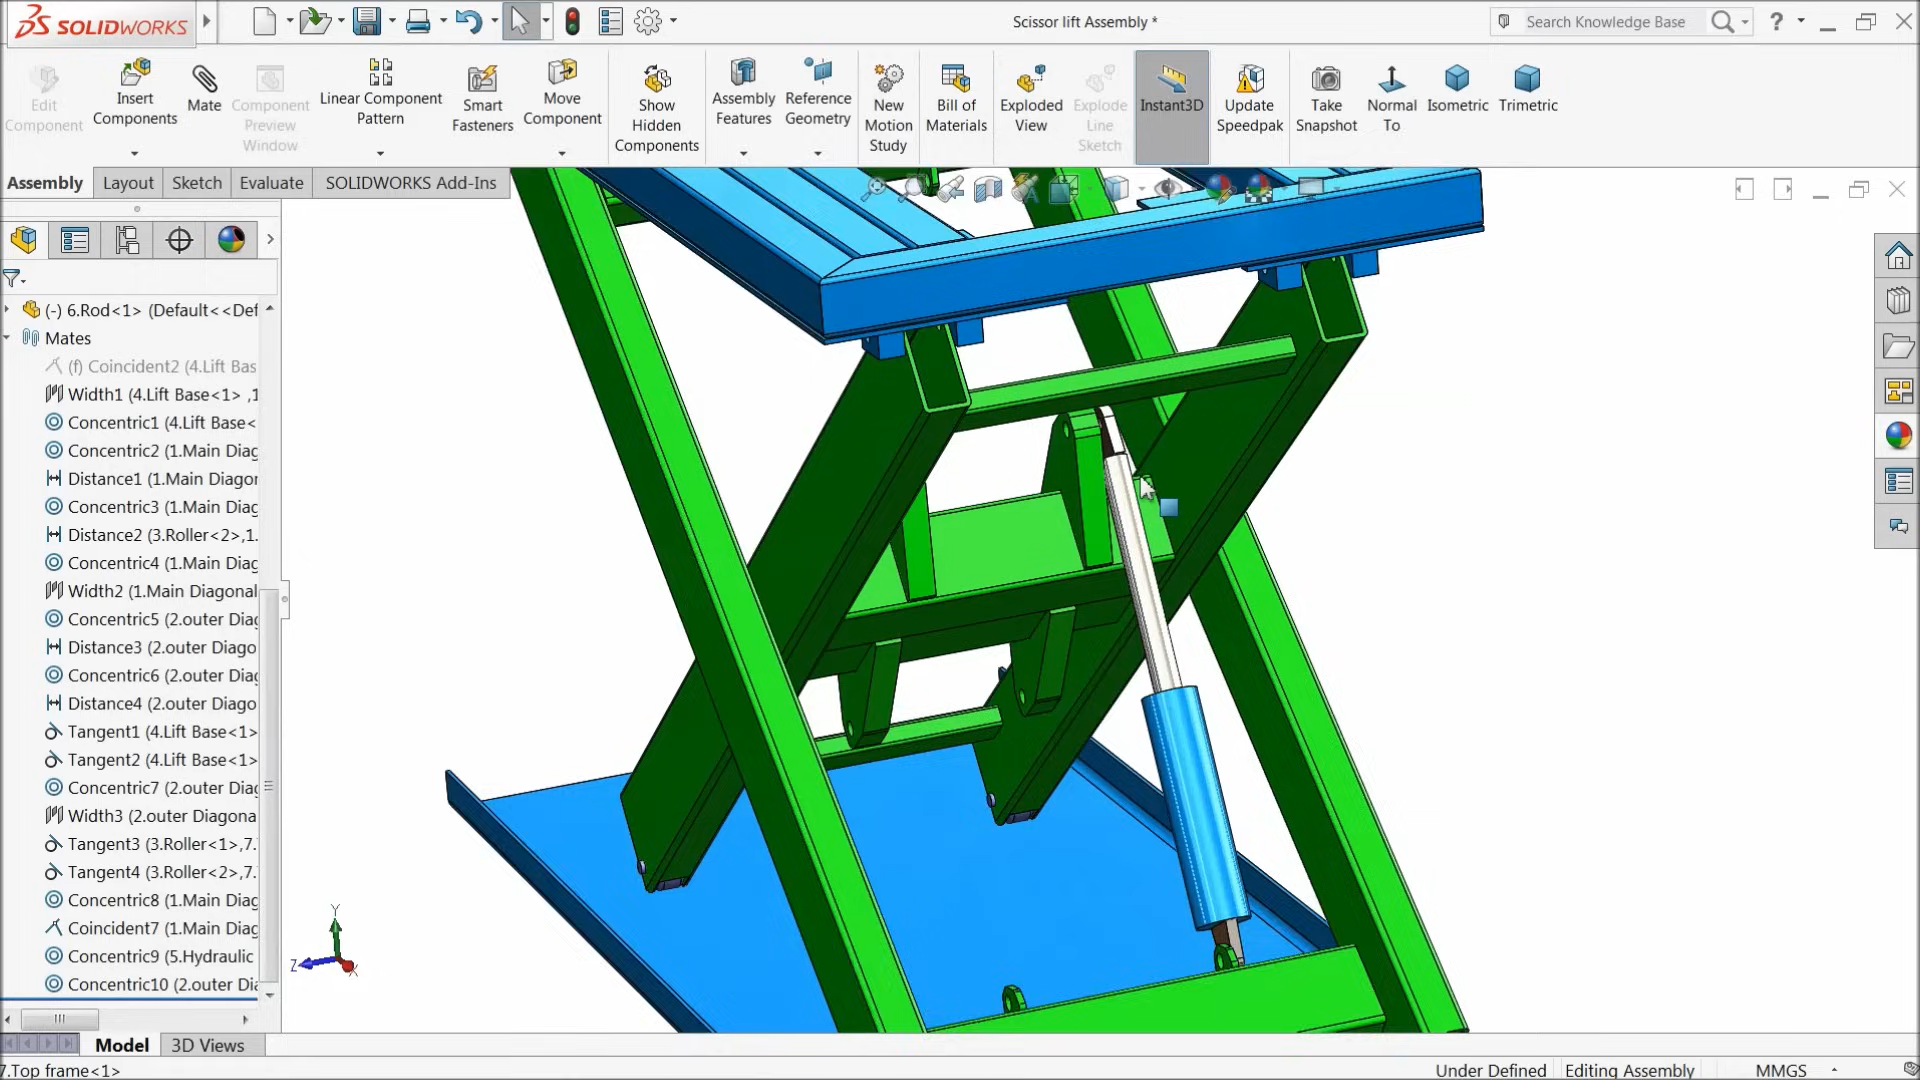 SOLIDWORKS
Scissor lift Assembly *
Search Knowledge Base
?
Edit Component
Insert Components
Mate
Component Preview Window
Linear Component Pattern
Smart Fasteners
Move Component
Show Hidden Components
Assembly Features
Reference Geometry
New Motion Study
Bill of Materials
Exploded View
Explode Line Sketch
Instant3D
Update Speedpak
Take Snapshot
Normal To
Isometric
Trimetric
Assembly
Layout
Sketch
Evaluate
SOLIDWORKS Add-Ins
(-) 6.Rod<1> (Default<<Def
Mates
(f) Coincident2 (4.Lift Bas
Width1 (4.Lift Base<1> ,1
Concentric1 (4.Lift Base<
Concentric2 (1.Main Diag
Distance1 (1.Main Diagor
Concentric3 (1.Main Diag
Distance2 (3.Roller<2>,1.
Concentric4 (1.Main Diag
Width2 (1.Main Diagonal
Concentric5 (2.outer Diag
Distance3 (2.outer Diago
Concentric6 (2.outer Diag
Distance4 (2.outer Diago
Tangent1 (4.Lift Base<1>
Tangent2 (4.Lift Base<1>
Concentric7 (2.outer Diag
Width3 (2.outer Diagona
Tangent3 (3.Roller<1>,7.
Tangent4 (3.Roller<2>,7.
Concentric8 (1.Main Diag
Coincident7 (1.Main Diag
Concentric9 (5.Hydraulic
Concentric10 (2.outer Dia
Y
Z
X
Model
3D Views
7.Top frame<1>
Under Defined
Editing Assembly
MMGS